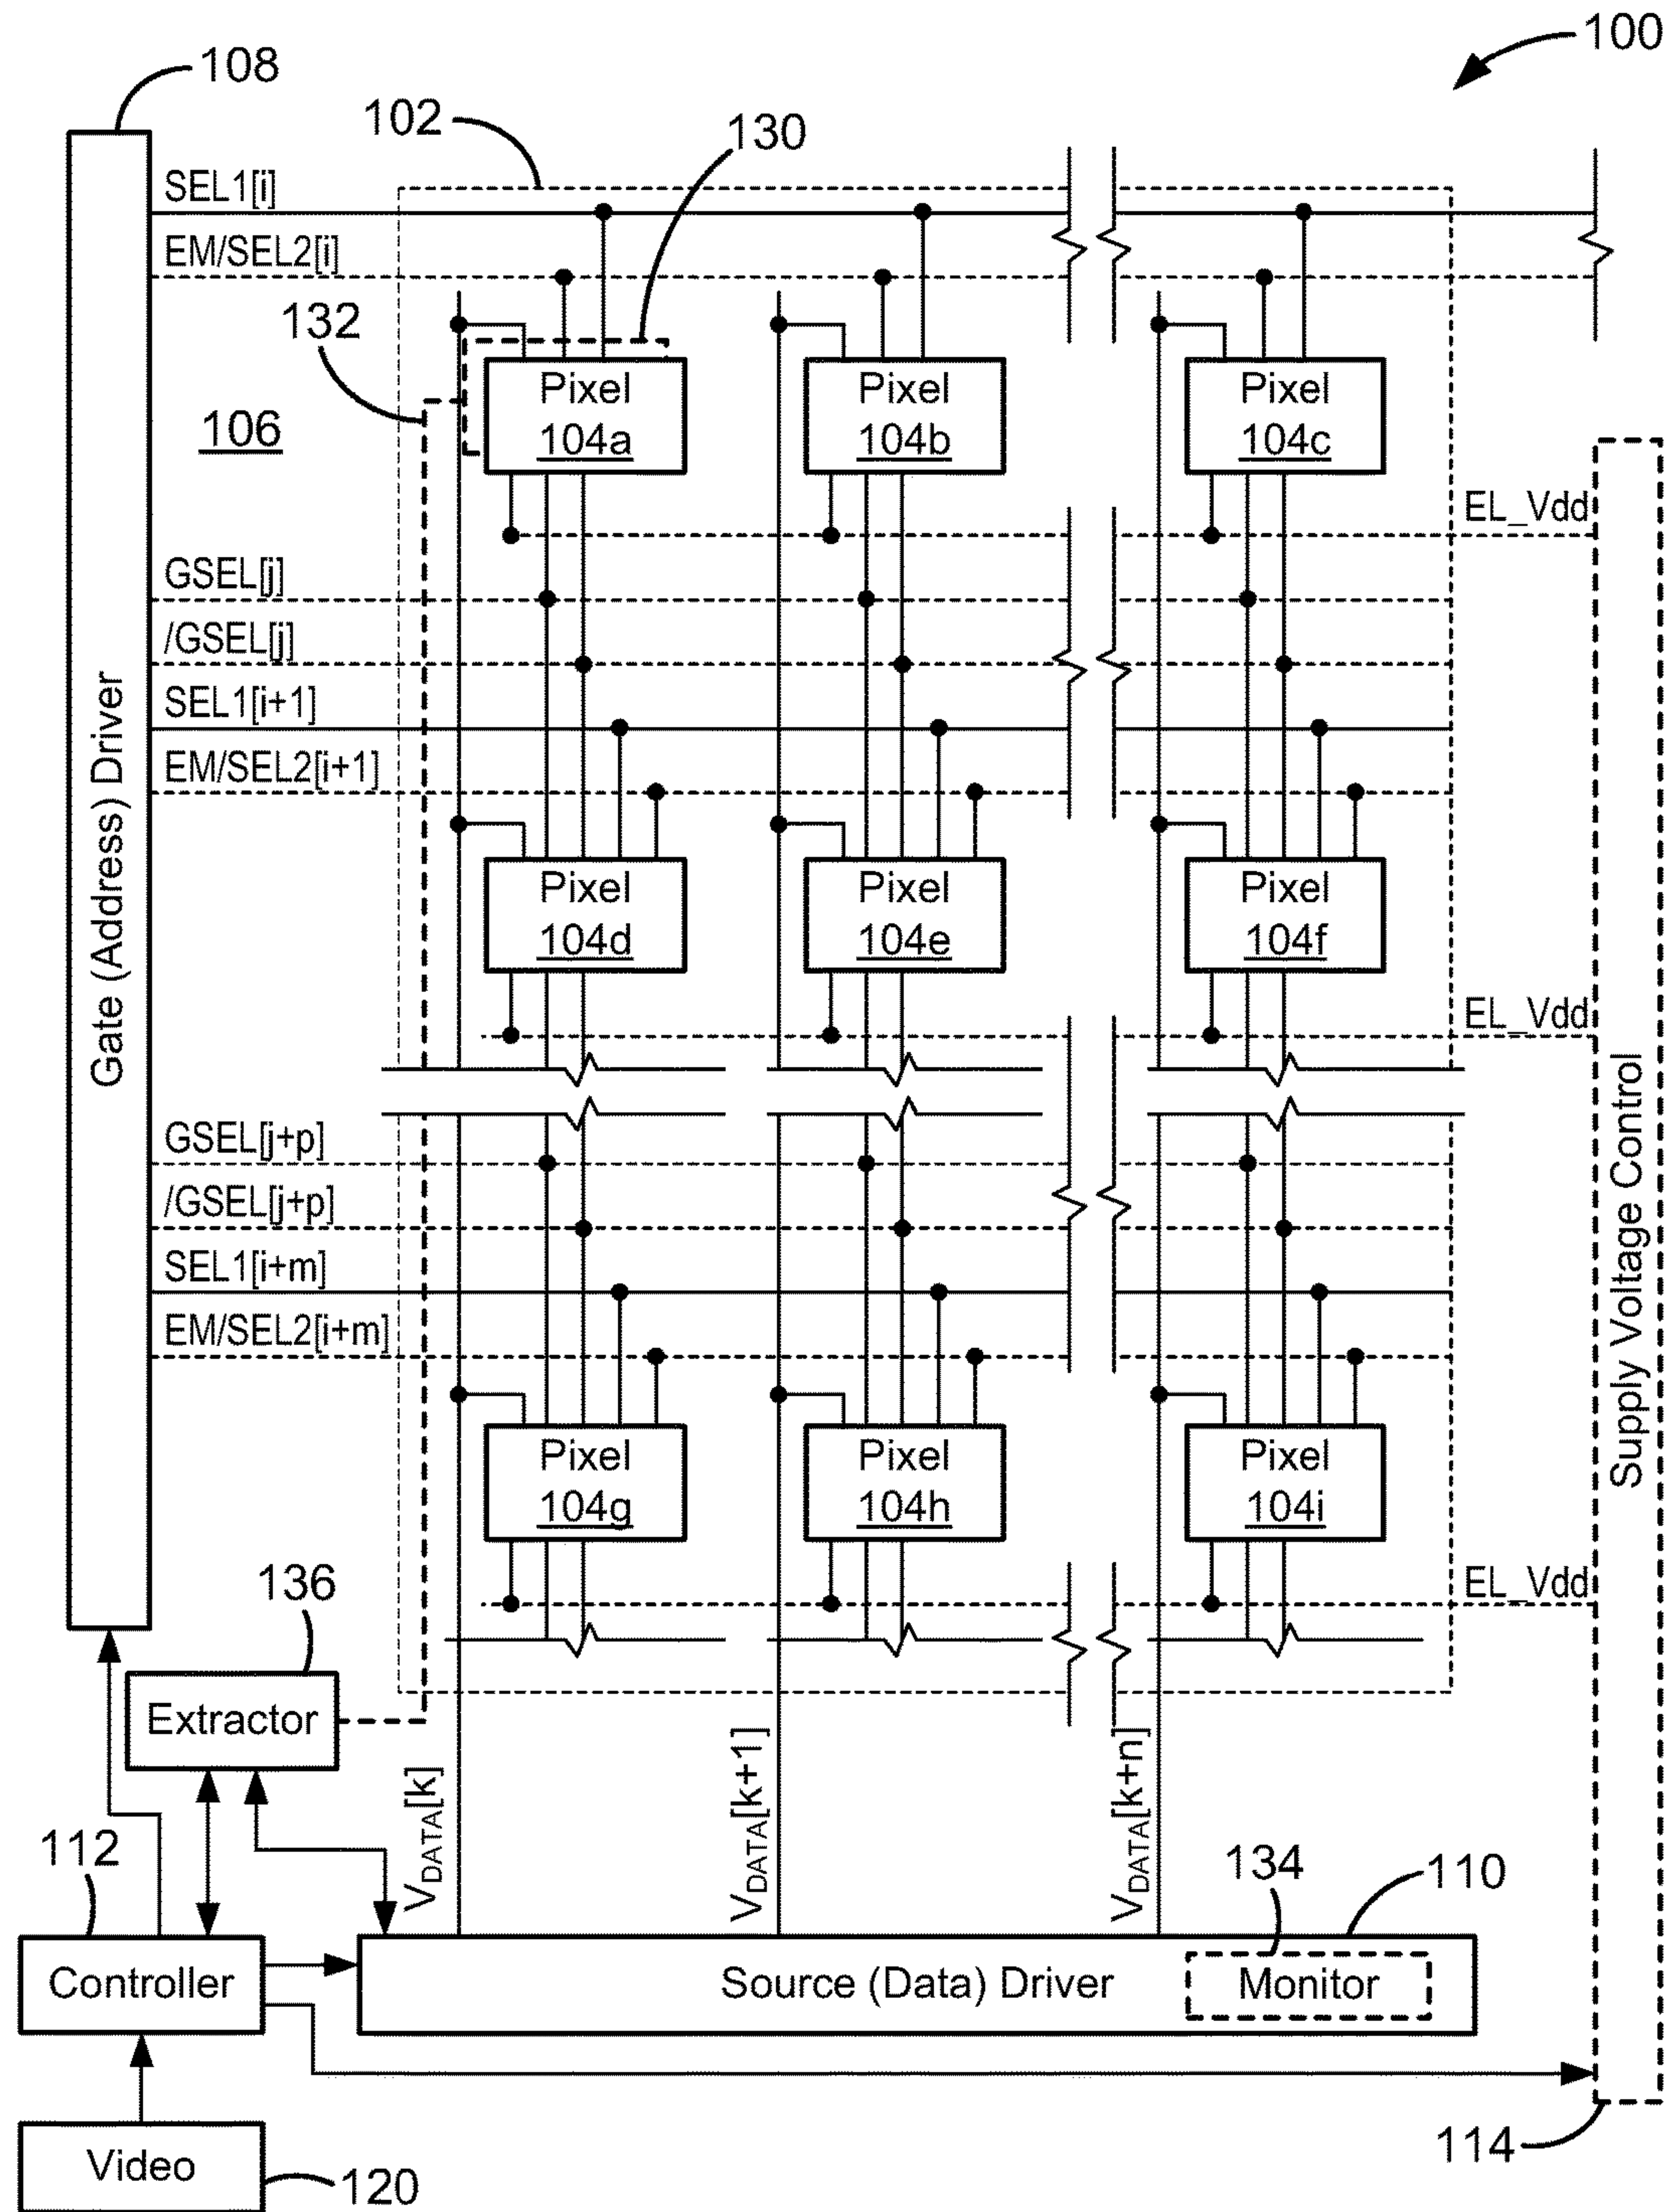 100
108
102
130
SEL1[i]
EM/SEL2[i]
132
106
Pixel
104a
Pixel
104b
Pixel
104c
EL_Vdd
GSEL[j]
/GSEL[j]
SEL1[i+1]
EM/SEL2[i+1]
Gate (Address) Driver
Pixel
104d
Pixel
104e
Pixel
104f
EL_Vdd
Supply Voltage Control
GSEL[j+p]
/GSEL[j+p]
SEL1[i+m]
EM/SEL2[i+m]
Pixel
104g
Pixel
104h
Pixel
104i
EL_Vdd
136
Extractor
VDATA[k]
VDATA[k+1]
VDATA[k+n]
112
134
110
Controller
Source (Data) Driver
Monitor
114
Video
120